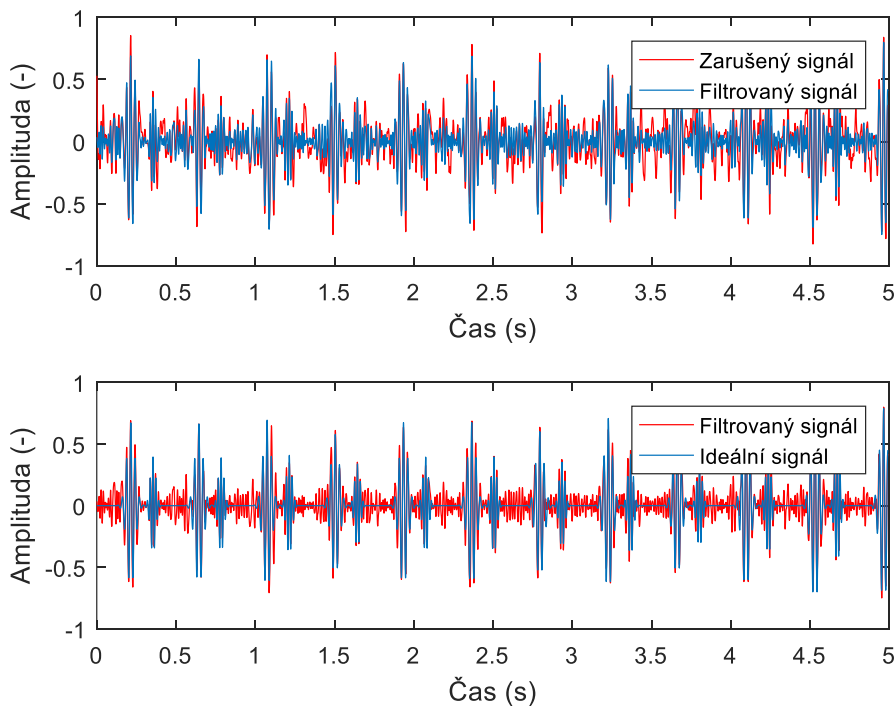 1
0.5
0
-0.5
-1
Amplituda (-)
Zarušený signál
Filtrovaný signál
0 0.5 1 1.5 2 2.5 3 3.5 4 4.5 5
Čas (s)
1
0.5
0
-0.5
-1
Amplituda (-)
Filtrovaný signál
Ideální signál
0 0.5 1 1.5 2 2.5 3 3.5 4 4.5 5
Čas (s)